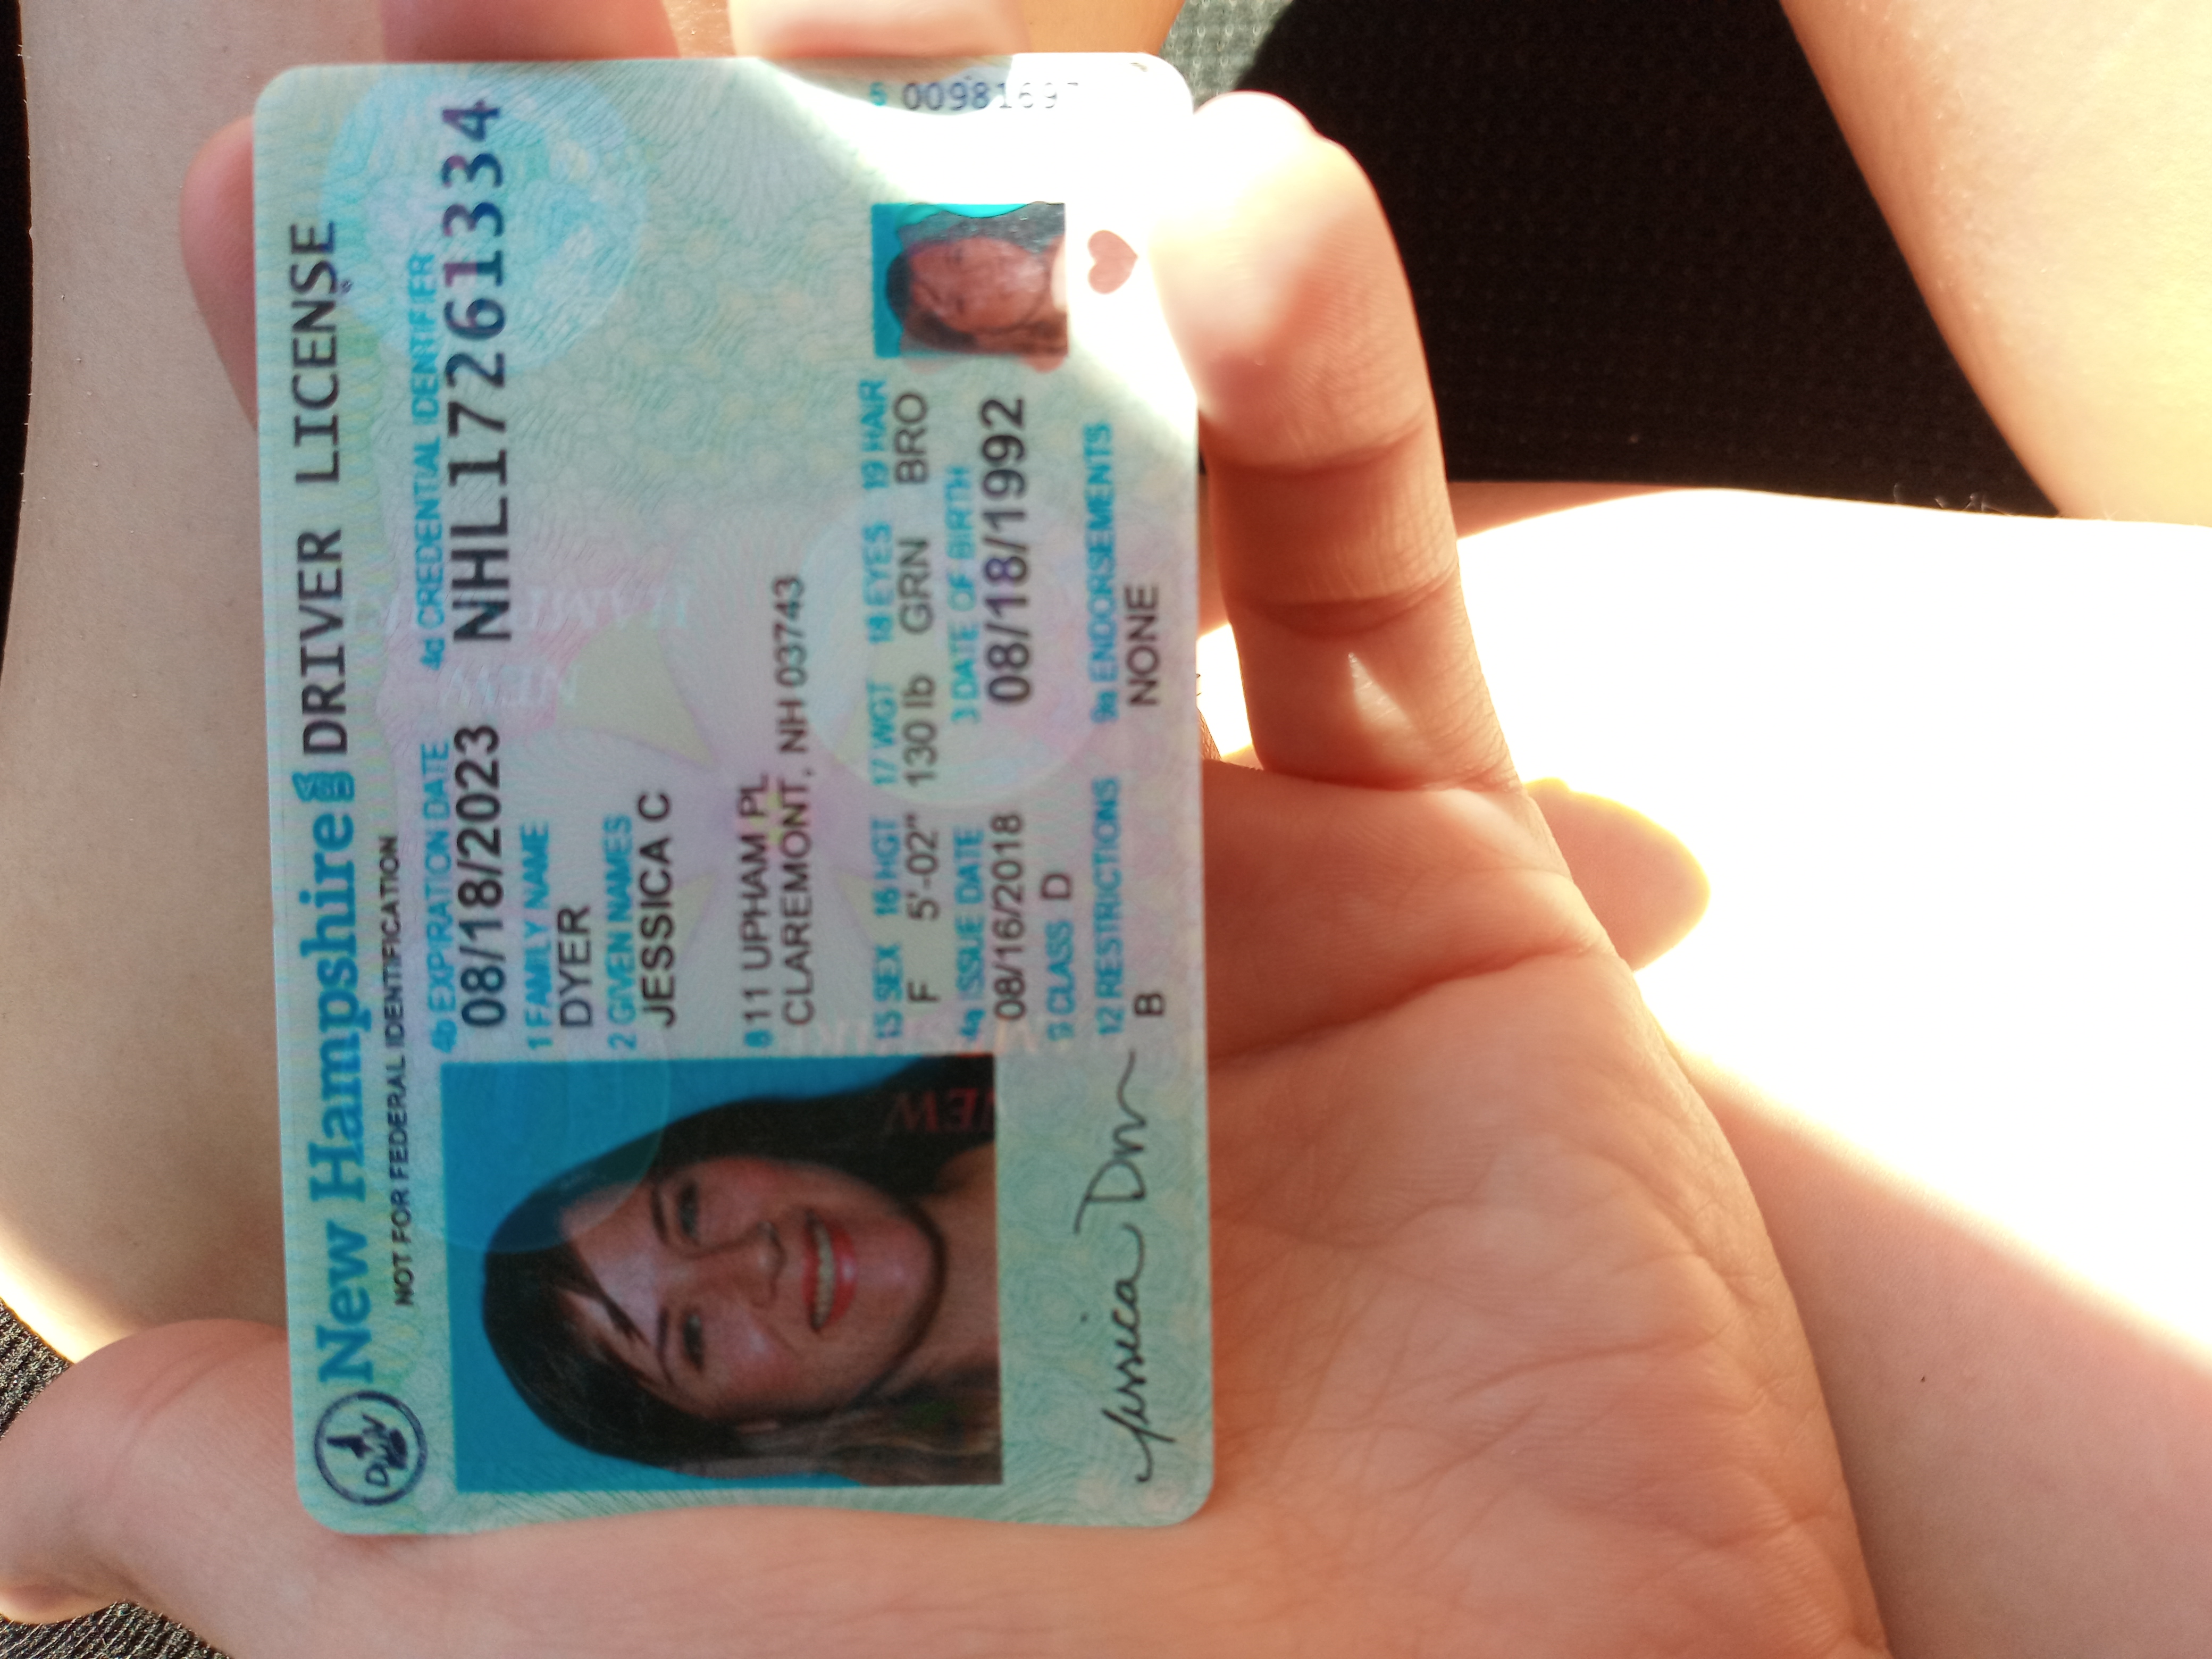 New Hampshire USA DRIVER LICENSE
DMV
NOT FOR FEDERAL IDENTIFICATION
4b EXPIRATION DATE 4d CREDENTIAL IDENTIFIER
08/18/2023 NHL17261334
1 FAMILY NAME
DYER
2 GIVEN NAMES
JESSICA C
8 11 UPHAM PL
CLAREMONT, NH 03743
15 SEX 16 HGT 17 WGT 18 EYES 19 HAIR
F 5'-02" 130 lb GRN BRO
4a ISSUE DATE 3 DATE OF BIRTH
08/16/2018 08/18/1992
9 CLASS D
12 RESTRICTIONS 9a ENDORSEMENTS
B NONE
Jessica
NEW